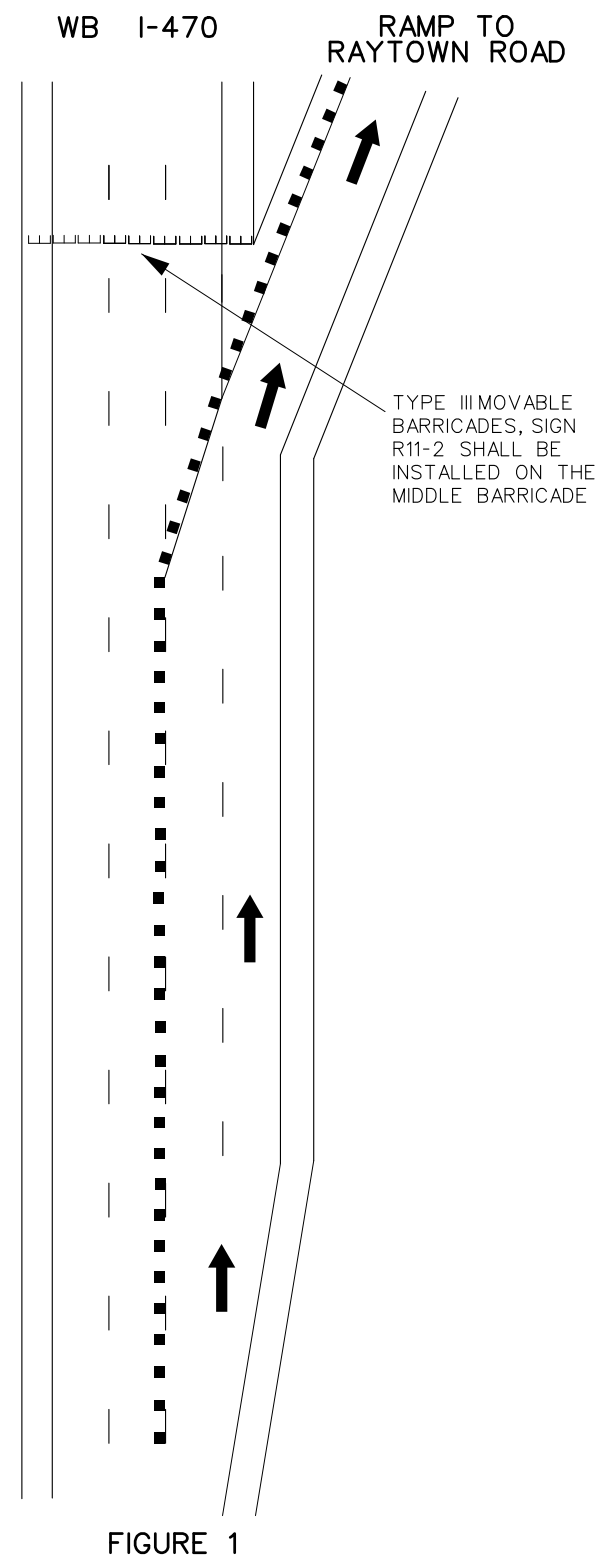 WB I-470
RAMP TO
RAYTOWN ROAD
TYPE III MOVABLE
BARRICADES, SIGN
R11-2 SHALL BE
INSTALLED ON THE
MIDDLE BARRICADE
FIGURE 1